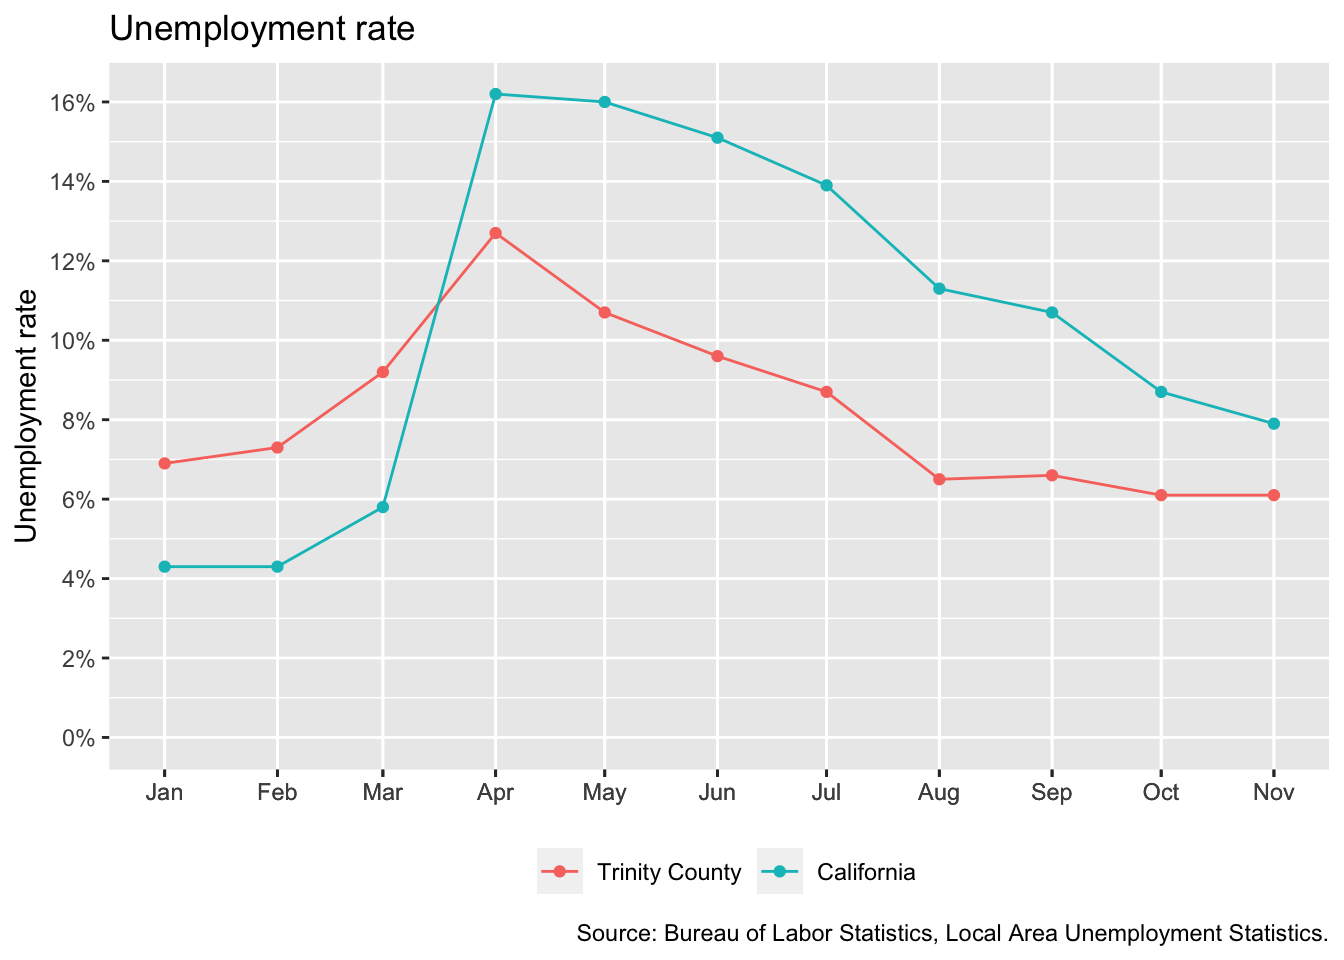 Unemployment rate
Unemployment rate
16%
14%
12%
10%
8%
6%
4%
2%
0%
Jan Feb Mar Apr May Jun Jul Aug Sep Oct Nov
Trinity County California
Source: Bureau of Labor Statistics, Local Area Unemployment Statistics.